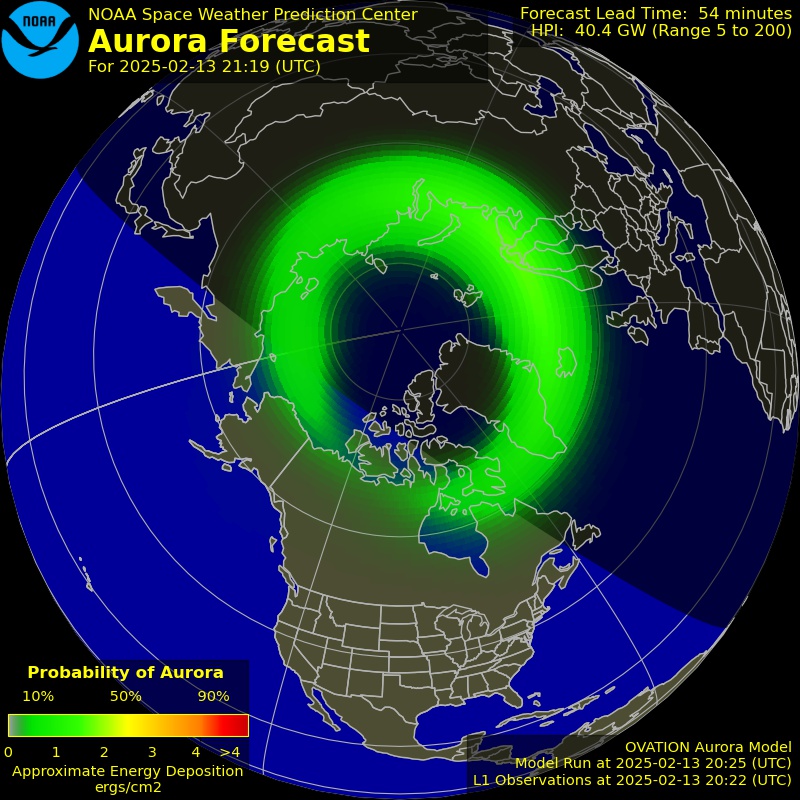 NOAA
NOAA Space Weather Prediction Center
Aurora Forecast
For 2025-02-13 21:19 (UTC)
Forecast Lead Time: 54 minutes
HPI: 40.4 GW (Range 5 to 200)
Probability of Aurora
10% 50% 90%
0 1 2 3 4 >4
Approximate Energy Deposition
ergs/cm2
OVATION Aurora Model
Model Run at 2025-02-13 20:25 (UTC)
L1 Observations at 2025-02-13 20:22 (UTC)